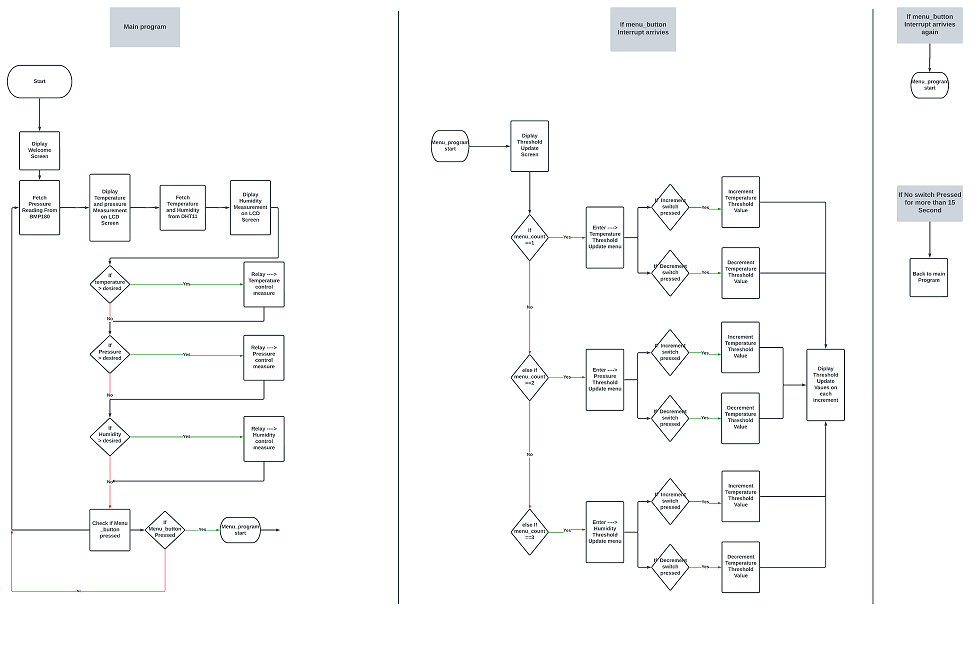 Main program
Start
Diplay
Welcome
Screen
Fetch
Pressure
Reading From
BMP180
Diplay
Temperature
and pressure
Measurement
on LCD
Screen
Fetch
Temperature
and Humidity
from DHT11
Diplay
Humidity
Measurement
on LCD
Screen
If
temperature
> desired
Yes
Relay --->
Temperature
control
measure
No
If
Pressure
> desired
Yes
Relay --->
Pressure
control
measure
No
If
Humidity
> desired
Yes
Relay --->
Humidity
control
measure
No
Check if Menu
_button
pressed
If
Menu_button
Pressed
Yes
Menu_program
start
If menu_button
Interrupt arrivies
Menu_program
start
Diplay
Threshold
Update
Screen
If
menu_count
==1
Yes
Enter --->
Temperature
Threshold
Update menu
If Increment
switch
pressed
Yes
Increment
Temperature
Threshold
Value
If Decrement
switch
pressed
Yes
Decrement
Temperature
Threshold
Value
No
else if
menu_count
==2
Yes
Enter --->
Pressure
Threshold
Update menu
If Increment
switch
pressed
Yes
Increment
Temperature
Threshold
Value
If Decrement
switch
pressed
Yes
Decrement
Temperature
Threshold
Value
Diplay
Threshold
Update
Vaues on
each
increment
No
else if
menu_count
==3
Yes
Enter --->
Humidity
Threshold
Update menu
If Increment
switch
pressed
Yes
Increment
Temperature
Threshold
Value
If Decrement
switch
pressed
Yes
Decrement
Temperature
Threshold
Value
If menu_button
Interrupt arrivies
again
Menu_program
start
If No switch Pressed
for more than 15
Second
Back to main
Program